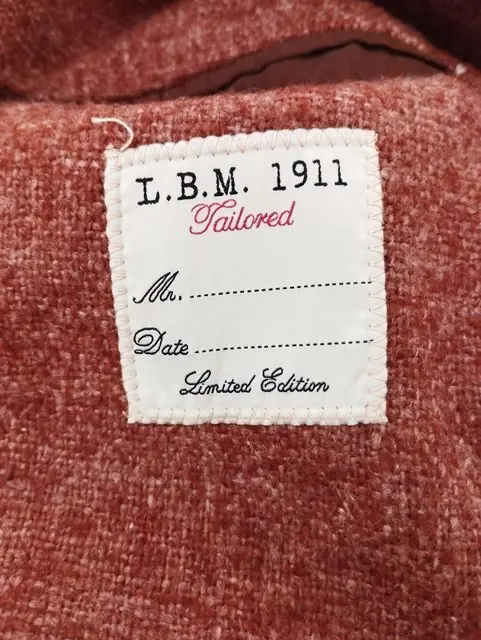 L.B.M. 1911
Tailored
Mr. ........................
Date ........................
Limited Edition